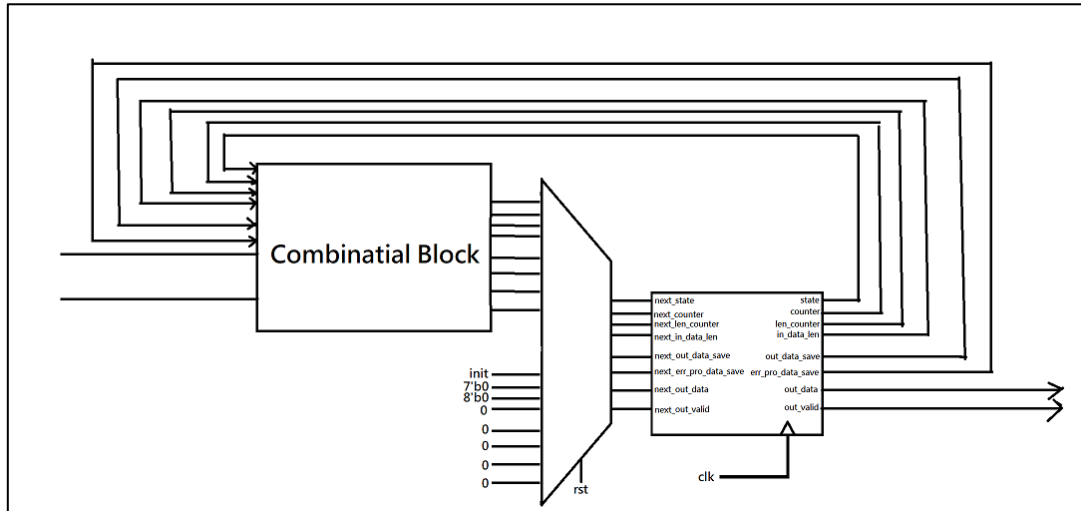 Combinatial Block
next_state
next_counter
next_len_counter
next_in_data_len
next_out_data_save
next_err_pro_data_save
next_out_data
next_out_valid
state
counter
len_counter
in_data_len
out_data_save
err_pro_data_save
out_data
out_valid
init
7'b0
8'b0
0
0
0
0
0
rst
clk